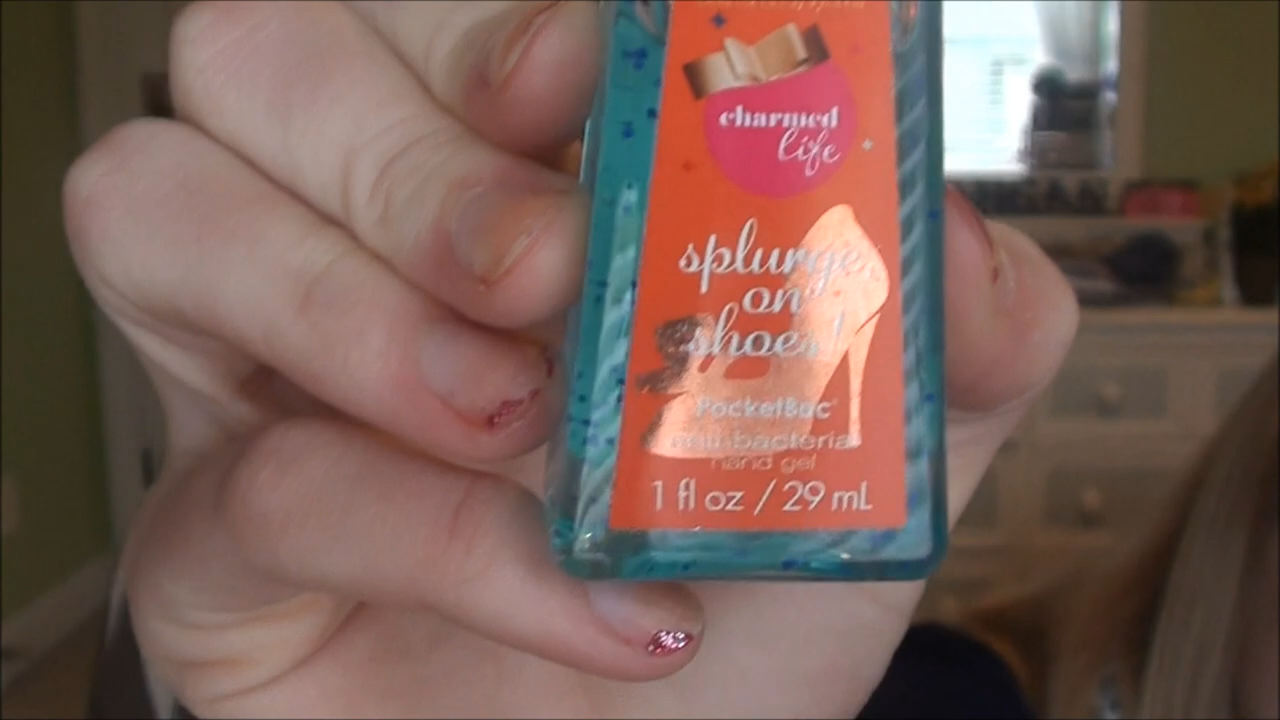 charmed
life
splurge
on
shoes!
PocketBac
anti-bacterial
hand gel
1 fl oz / 29 mL